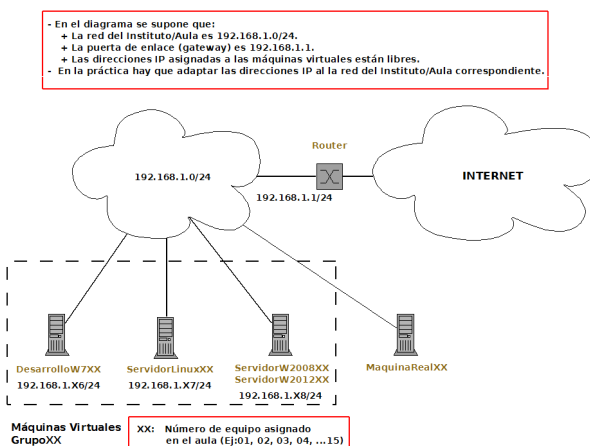 - En el diagrama se supone que:
+ La red del Instituto/Aula es 192.168.1.0/24.
+ La puerta de enlace (gateway) es 192.168.1.1.
+ Las direcciones IP asignadas a las máquinas virtuales están libres.
- En la práctica hay que adaptar las direcciones IP al la red del Instituto/Aula correspondiente.
Router
192.168.1.0/24
INTERNET
192.168.1.1/24
DesarrolloW7XX
192.168.1.X6/24
ServidorLinuxXX
192.168.1.X7/24
ServidorW2008XX
ServidorW2012XX
192.168.1.X8/24
MaquinaRealXX
Máquinas Virtuales
GrupoXX
XX: Número de equipo asignado
en el aula (Ej:01, 02, 03, 04, ...15)